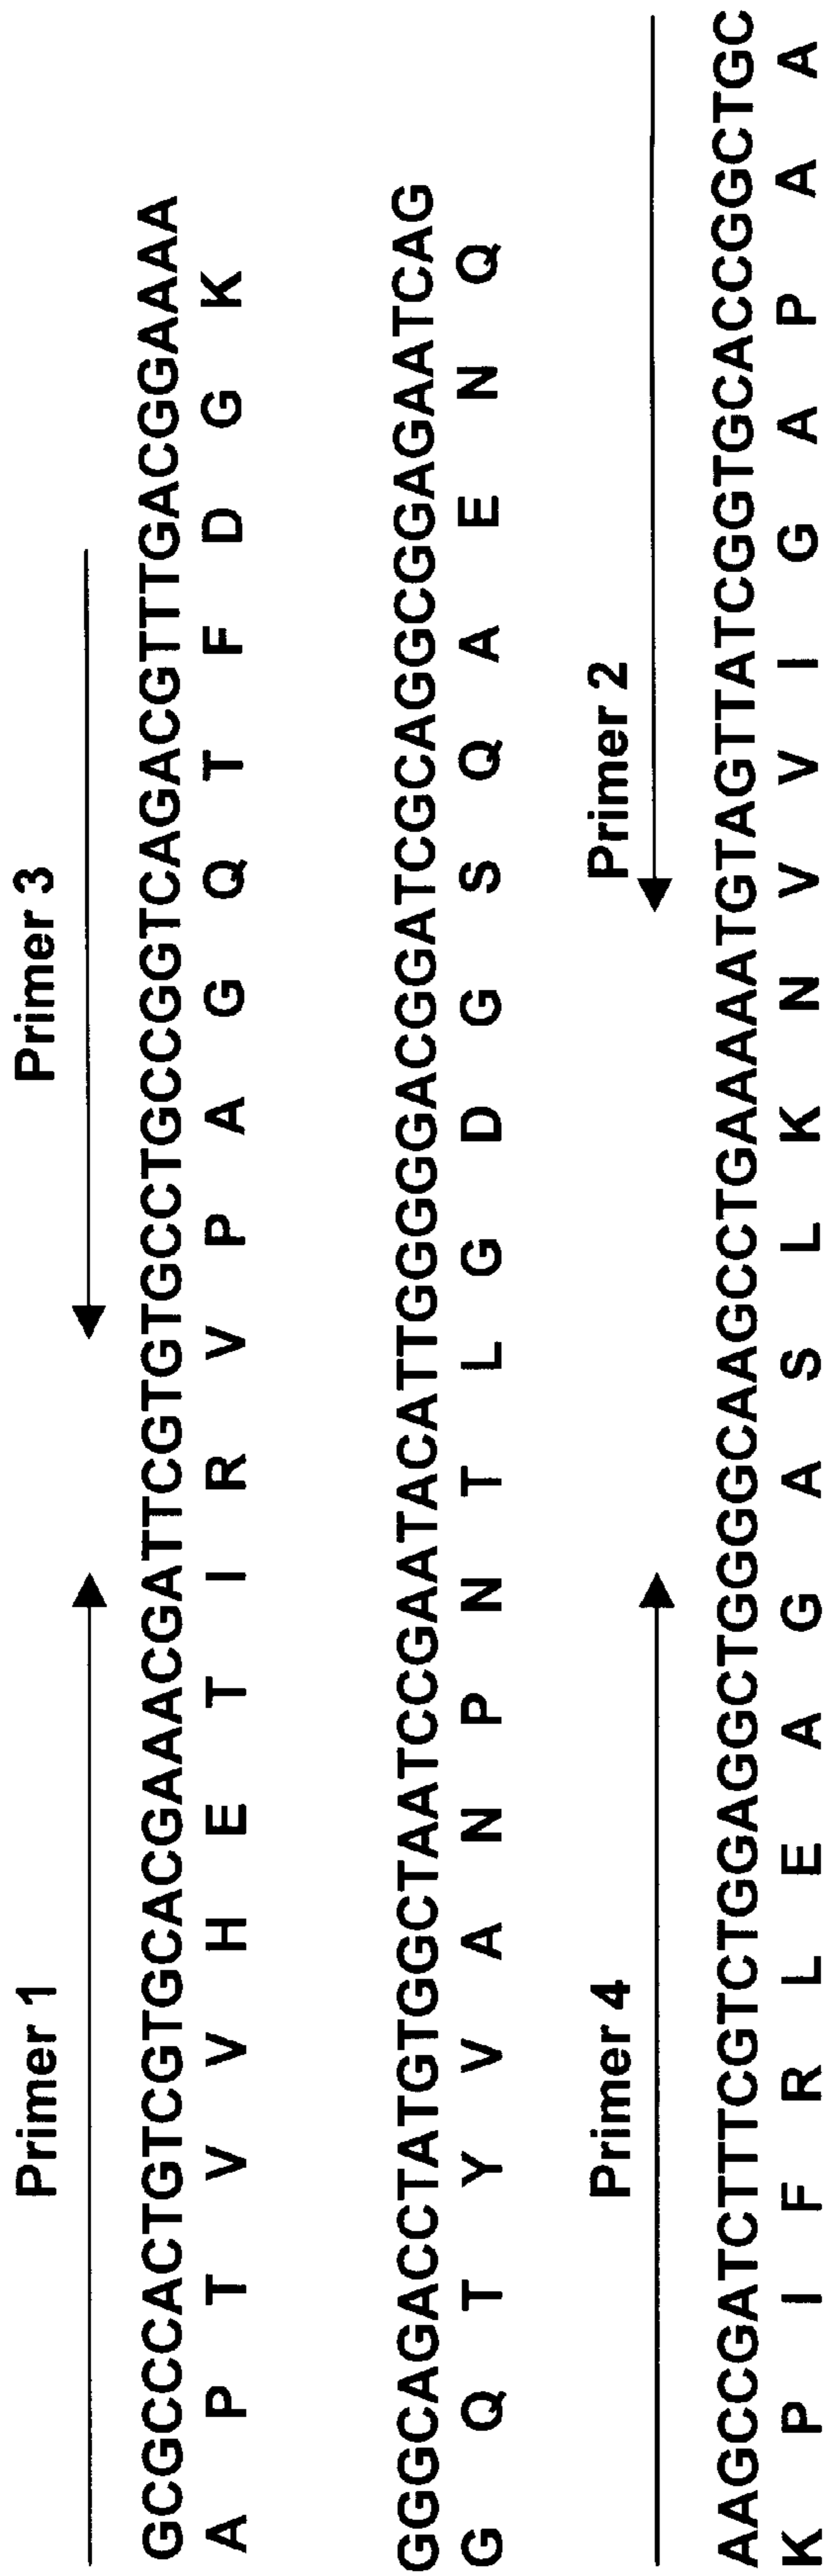 Primer 1 Primer 3
GCGCCCACTGTCGTGCACGAAACGATTCGTGTGCCTGCCGGTCAGACGTTTGACGGAAAA
A P T V V H E T I R V P A G Q T F D G K
GGGCAGACCTATGTGGCTAATCCGAATACATTGGGGGACGGATCGCAGGCGGAGAATCAG
G Q T Y V A N P N T L G D G S Q A E N Q
Primer 4 Primer 2
AAGCCGATCTTTCGTCTGGAGGCTGGGGCAAGCCTGAAAAATGTAGTTATCGGTGCACCGGCTGC
K P I F R L E A G A S L K N V V I G A P A A